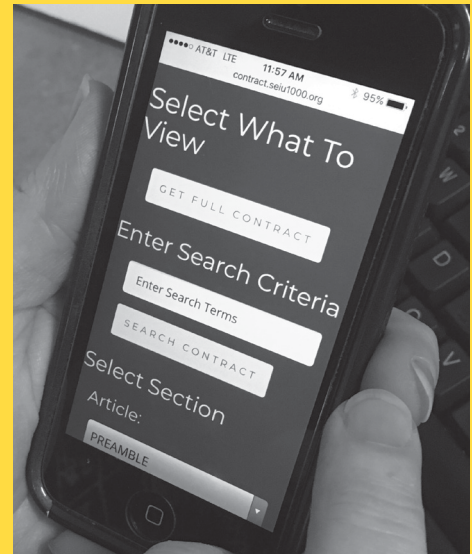 AT&T LTE 11:57 AM 95%
contract.seiu1000.org
Select What To
View
GET FULL CONTRACT
Enter Search Criteria
Enter Search Terms
SEARCH CONTRACT
Select Section
Article:
PREAMBLE
W
D
C
V